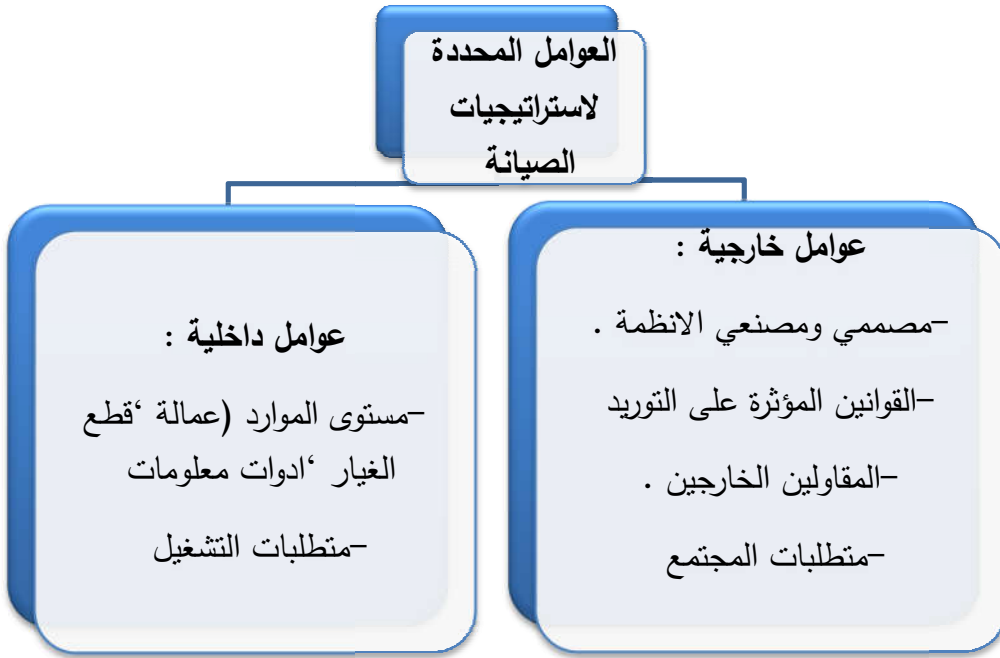 العوامل المحددة
لاستراتيجيات
الصيانة
عوامل خارجية :
-مصممي ومصنعي الانظمة .
-القوانين المؤثرة على التوريد
-المقاولين الخارجين .
-متطلبات المجتمع
عوامل داخلية :
-مستوى الموارد (عمالة ،قطع
الغيار ،ادوات معلومات
-متطلبات التشغيل